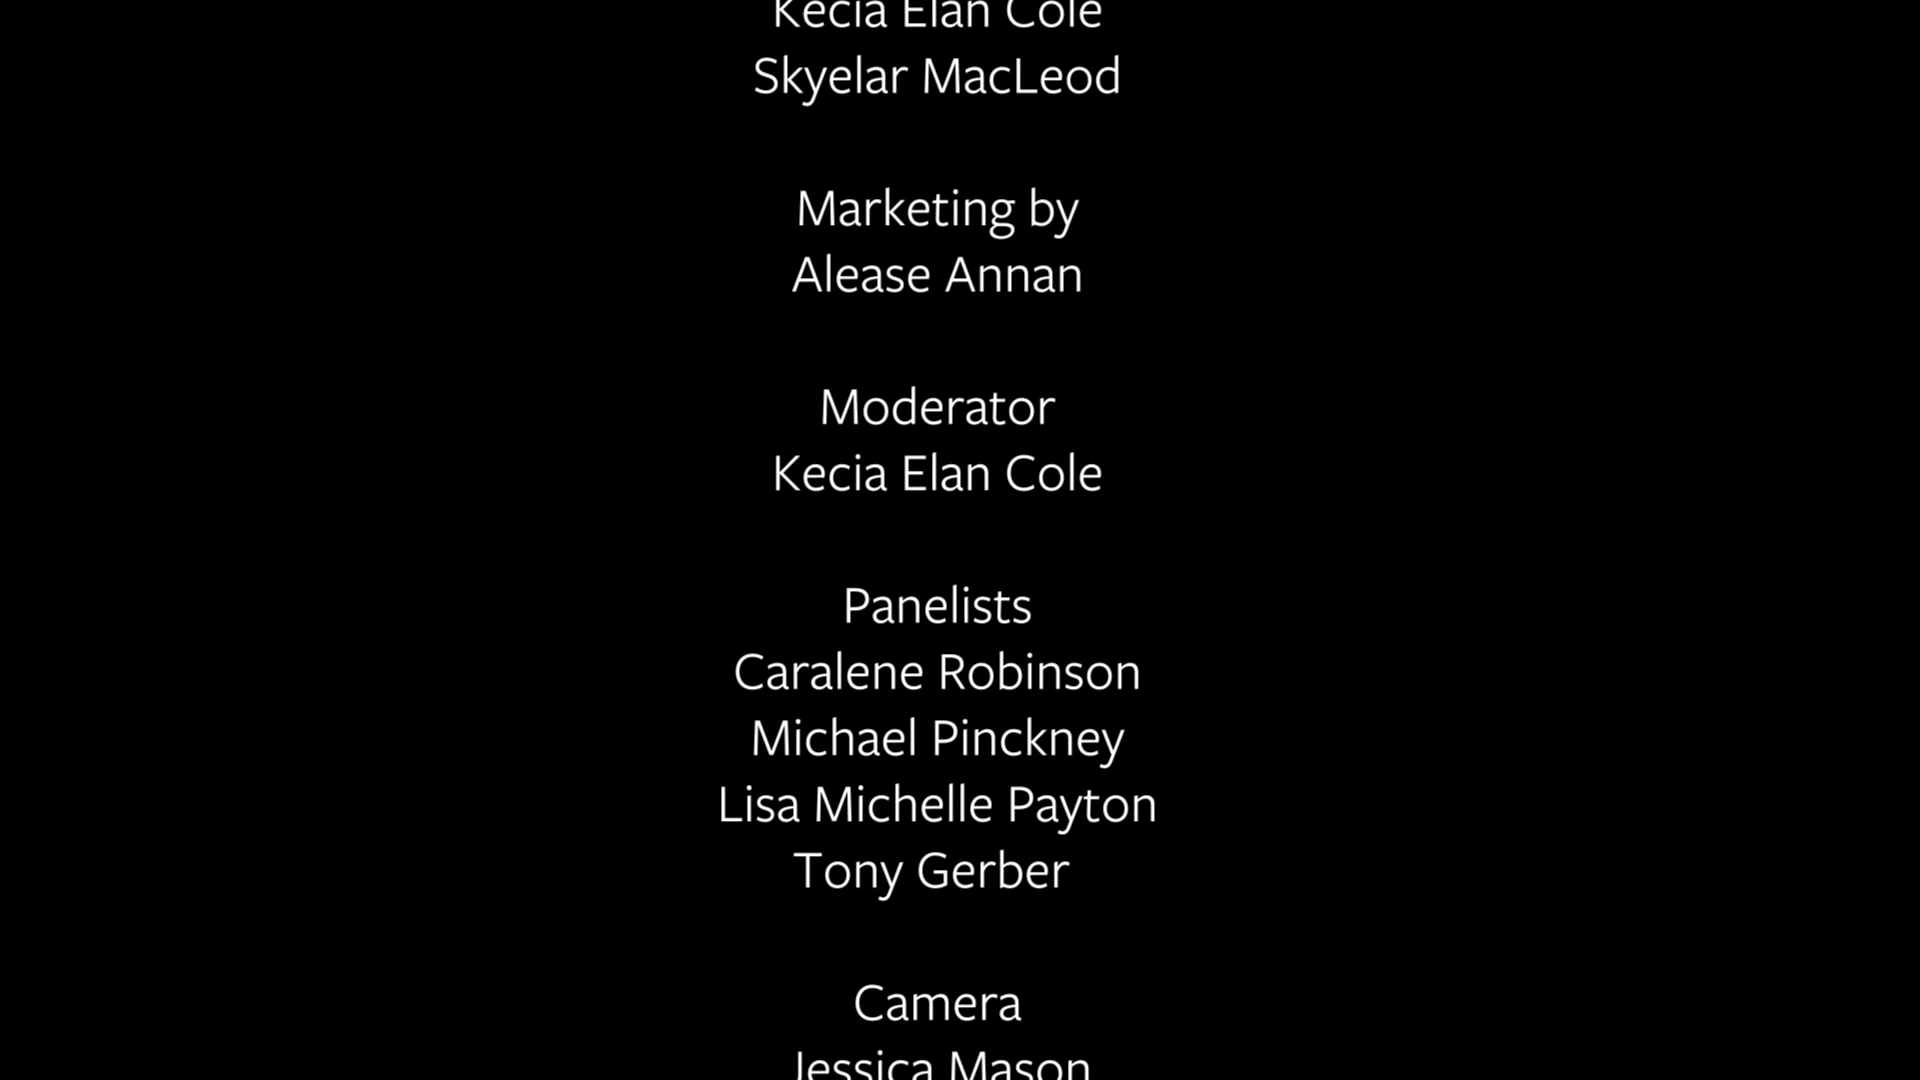 Kecia Elan Cole
Skyelar MacLeod
Marketing by
Alease Annan
Moderator
Kecia Elan Cole
Panelists
Caralene Robinson
Michael Pinckney
Lisa Michelle Payton
Tony Gerber
Camera
Jessica Mason